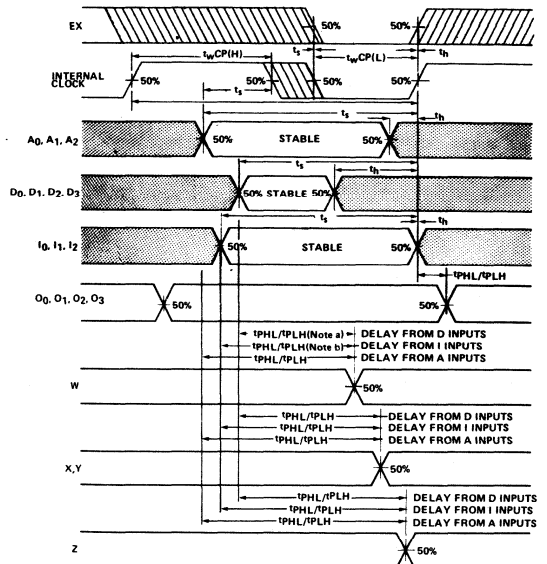 EX 50% 50%
ts twCP(L) th
twCP(H)
INTERNAL CLOCK 50% 50% 50% 50%
ts
ts th
A0, A1, A2 50% STABLE 50%
ts
th
D0, D1, D2, D3 50% STABLE 50%
ts th
I0, I1, I2 50% STABLE 50%
tPHL/tPLH
O0, O1, O2, O3 50% 50%
tPHL/tPLH(Note a) DELAY FROM D INPUTS
tPHL/tPLH(Note b) DELAY FROM I INPUTS
tPHL/tPLH DELAY FROM A INPUTS
W 50%
tPHL/tPLH DELAY FROM D INPUTS
tPHL/tPLH DELAY FROM I INPUTS
tPHL/tPLH DELAY FROM A INPUTS
X,Y 50%
tPHL/tPLH DELAY FROM D INPUTS
tPHL/tPLH DELAY FROM I INPUTS
tPHL/tPLH DELAY FROM A INPUTS
Z 50%